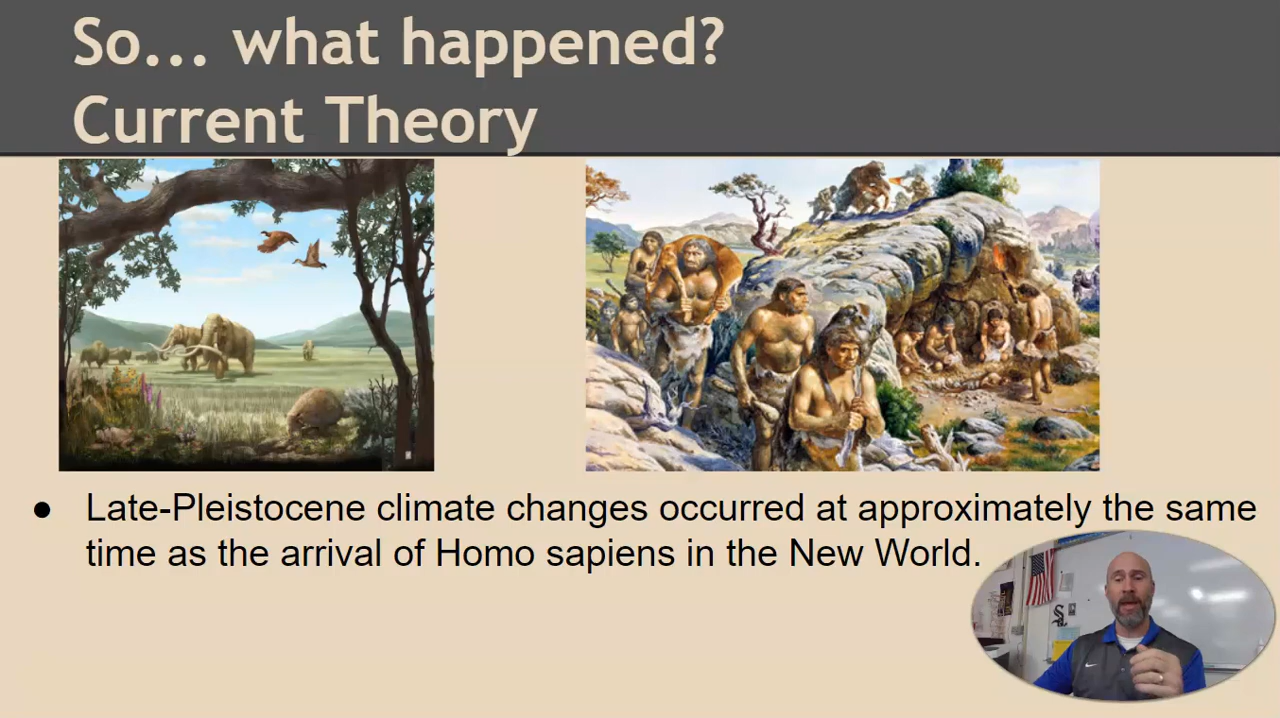 So... what happened?
Current Theory
● Late-Pleistocene climate changes occurred at approximately the same
time as the arrival of Homo sapiens in the New World.